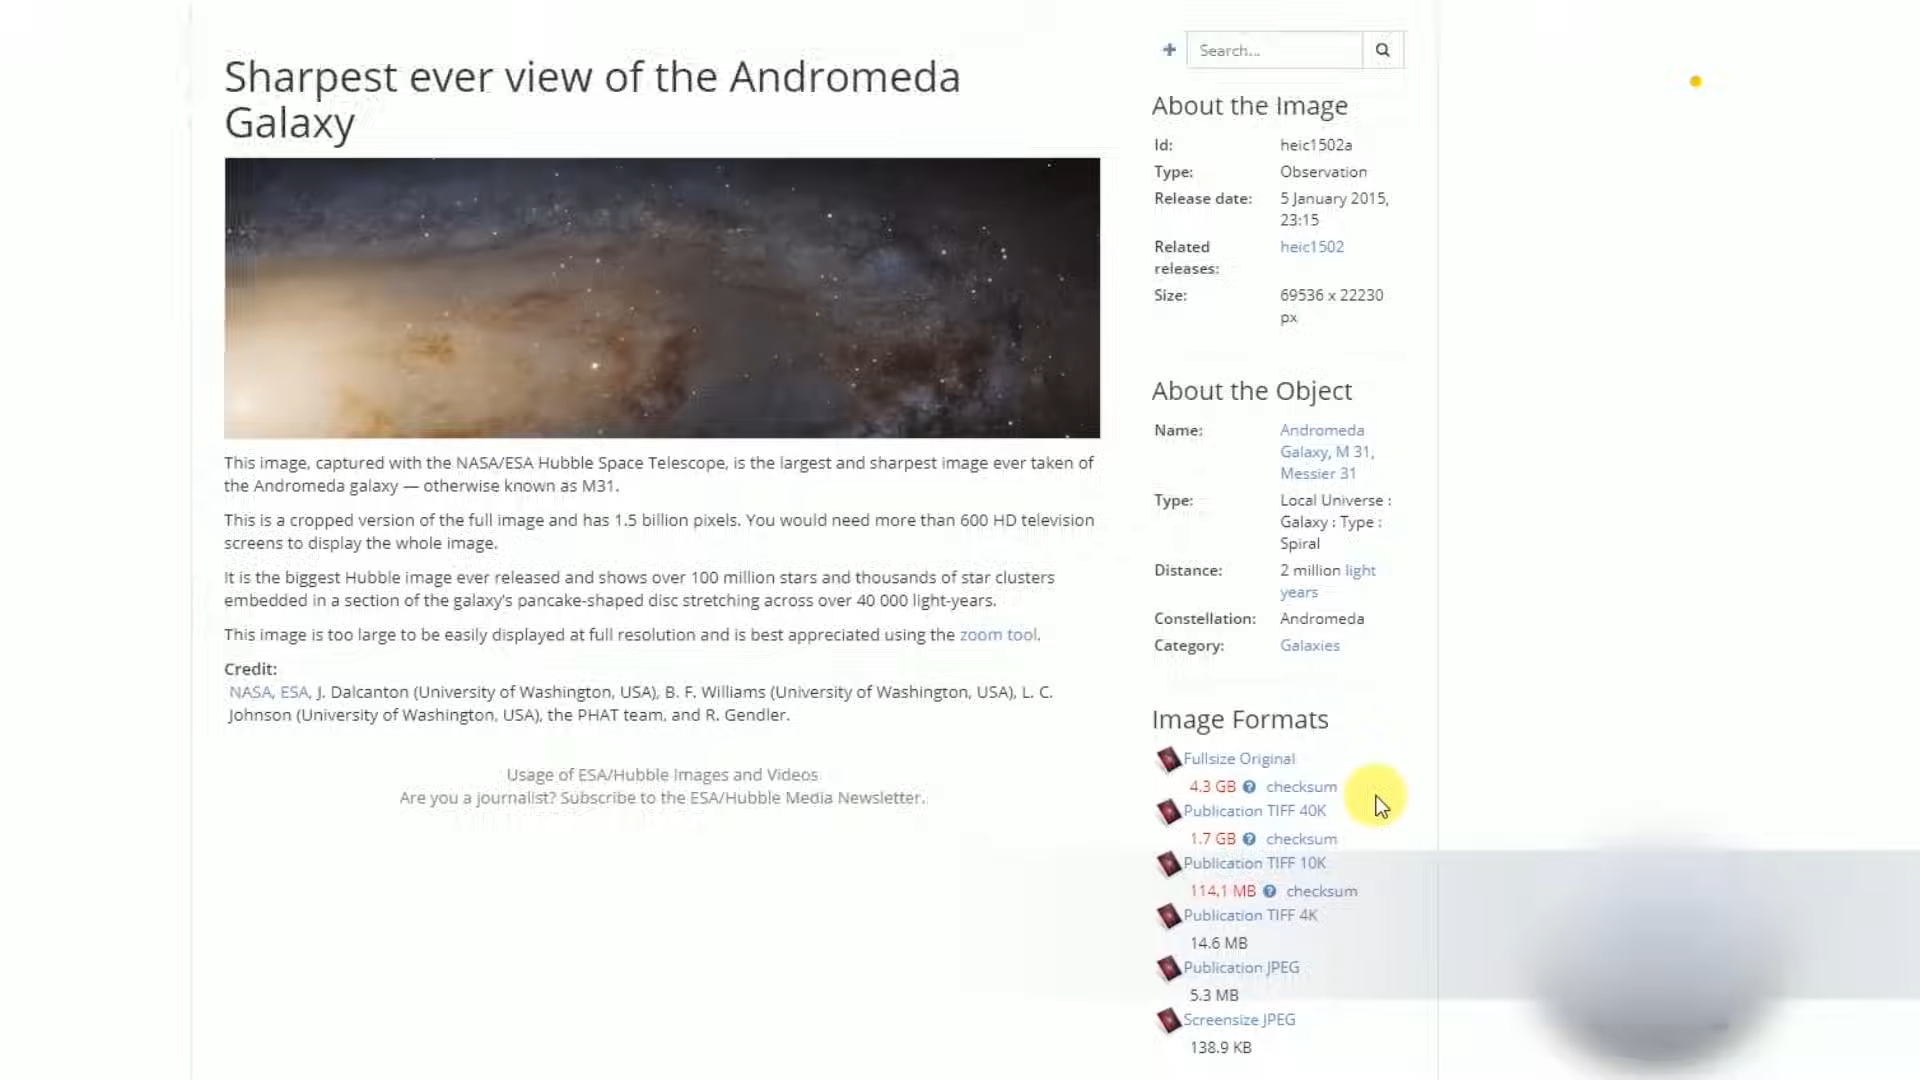 Sharpest ever view of the Andromeda
Galaxy
This image, captured with the NASA/ESA Hubble Space Telescope, is the largest and sharpest image ever taken of
the Andromeda galaxy — otherwise known as M31.
This is a cropped version of the full image and has 1.5 billion pixels. You would need more than 600 HD television
screens to display the whole image.
It is the biggest Hubble image ever released and shows over 100 million stars and thousands of star clusters
embedded in a section of the galaxy's pancake-shaped disc stretching across over 40 000 light-years.
This image is too large to be easily displayed at full resolution and is best appreciated using the zoom tool.
Credit:
NASA, ESA, J. Dalcanton (University of Washington, USA), B. F. Williams (University of Washington, USA), L. C.
Johnson (University of Washington, USA), the PHAT team, and R. Gendler.
Usage of ESA/Hubble Images and Videos
Are you a journalist? Subscribe to the ESA/Hubble Media Newsletter.
+ Search...
About the Image
Id: heic1502a
Type: Observation
Release date: 5 January 2015,
23:15
Related heic1502
releases:
Size: 69536 x 22230
px
About the Object
Name: Andromeda
Galaxy, M 31,
Messier 31
Type: Local Universe :
Galaxy : Type :
Spiral
Distance: 2 million light
years
Constellation: Andromeda
Category: Galaxies
Image Formats
Fullsize Original
4.3 GB ? checksum
Publication TIFF 40K
1.7 GB ? checksum
Publication TIFF 10K
114.1 MB ? checksum
Publication TIFF 4K
14.6 MB
Publication JPEG
5.3 MB
Screensize JPEG
138.9 KB